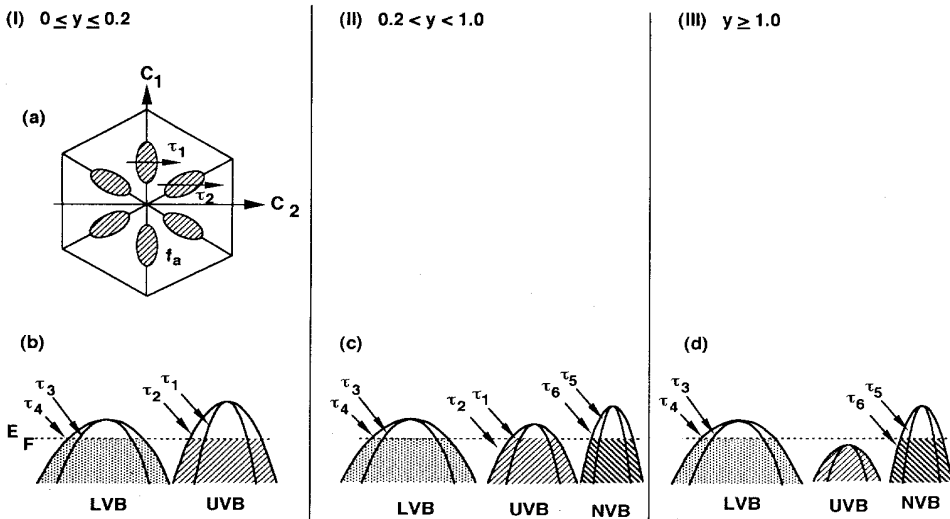 (I) 0 ≤ y ≤ 0.2
(II) 0.2 < y < 1.0
(III) y ≥ 1.0
(a)
C1
τ1
τ2
C2
fa
(b)
τ3
τ4
τ1
τ2
EF
LVB
UVB
(c)
τ3
τ4
τ2
τ1
τ6
τ5
LVB
UVB
NVB
(d)
τ3
τ4
τ5
τ6
LVB
UVB
NVB